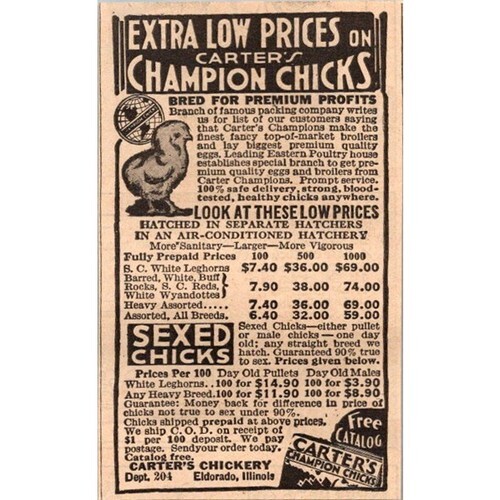 EXTRA LOW PRICES ON
CARTER'S
CHAMPION CHICKS
BRED FOR PREMIUM PROFITS
Branch of famous packing company writes
us for list of our customers saying
that Carter's Champions make the
finest fancy top-of-market broilers
and lay biggest premium quality
eggs. Leading Eastern Poultry house
establishes special branch to get pre-
mium quality eggs and broilers from
Carter Champions. Prompt service.
100% safe delivery, strong, blood-
tested, healthy chicks anywhere.
LOOK AT THESE LOW PRICES
HATCHED IN SEPARATE HATCHERS
IN AN AIR-CONDITIONED HATCHERY
More Sanitary—Larger—More Vigorous
Fully Prepaid Prices 100 500 1000
S. C. White Leghorns $7.40 $36.00 $69.00
Barred, White, Buff
Rocks, S. C. Reds, 7.90 38.00 74.00
White Wyandottes
Heavy Assorted..... 7.40 36.00 69.00
Assorted, All Breeds. 6.40 32.00 59.00
SEXED CHICKS
Sexed Chicks—either pullet
or male chicks — one day
old; any straight breed we
hatch. Guaranteed 90% true
to sex. Prices given below.
Prices Per 100 Day Old Pullets Day Old Males
White Leghorns..100 for $14.90 100 for $3.90
Any Heavy Breed.100 for $11.90 100 for $8.90
Guarantee: Money back for difference in price of
chicks not true to sex under 90%.
Chicks shipped prepaid at above prices.
We ship C. O. D. on receipt of
$1 per 100 deposit. We pay
postage. Send your order today.
Catalog free.
CARTER'S CHICKERY
Dept. 204 Eldorado, Illinois
Free
CATALOG
CARTER'S
CHAMPION CHICKS